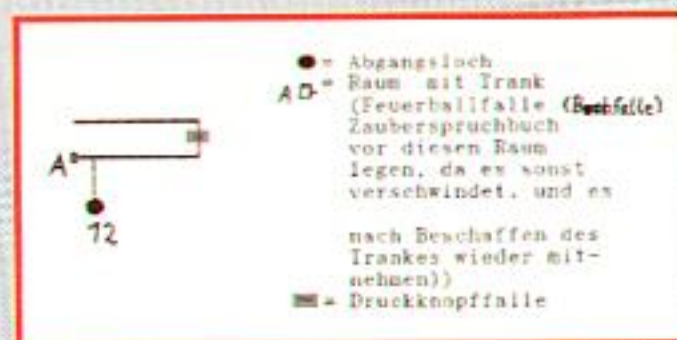 ● = Abgangsloch
A □ = Raum mit Trank
(Feuerballfalle (Buchfalle)
Zauberspruchbuch
vor diesen Raum
legen, da es sonst
verschwindet, und es
nach Beschaffen des
Trankes wieder mit-
nehmen))
= Druckknopffalle
A
12